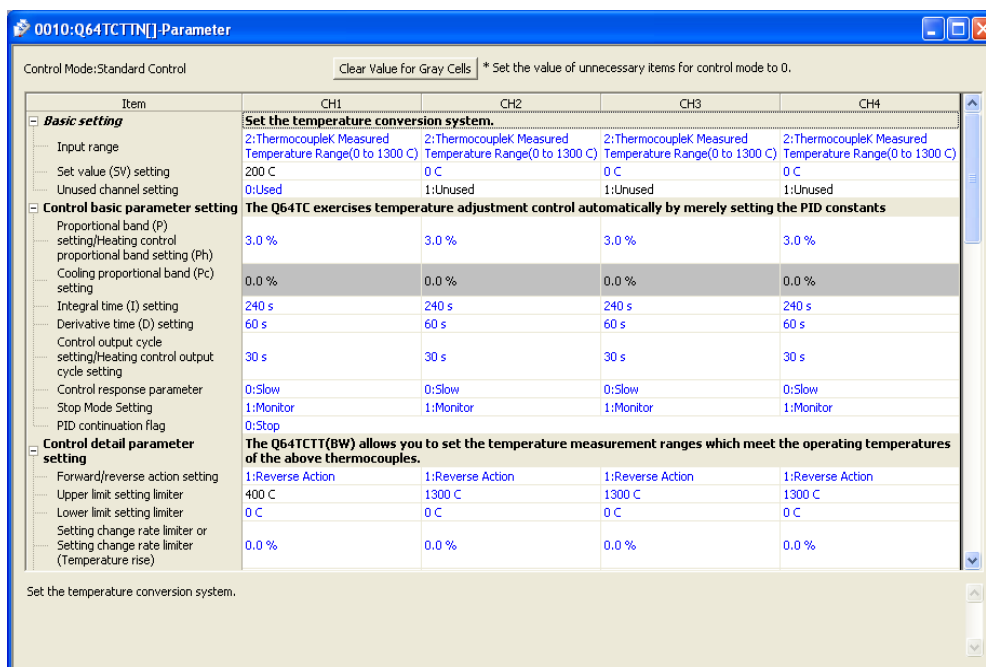 0010:Q64TCTTN[]-Parameter
Control Mode:Standard Control Clear Value for Gray Cells * Set the value of unnecessary items for control mode to 0.
Item CH1 CH2 CH3 CH4
Basic setting Set the temperature conversion system.
Input range 2:ThermocoupleK Measured Temperature Range(0 to 1300 C) 2:ThermocoupleK Measured Temperature Range(0 to 1300 C) 2:ThermocoupleK Measured Temperature Range(0 to 1300 C) 2:ThermocoupleK Measured Temperature Range(0 to 1300 C)
Set value (SV) setting 200 C 0 C 0 C 0 C
Unused channel setting 0:Used 1:Unused 1:Unused 1:Unused
Control basic parameter setting The Q64TC exercises temperature adjustment control automatically by merely setting the PID constants
Proportional band (P) setting/Heating control proportional band setting (Ph) 3.0 % 3.0 % 3.0 % 3.0 %
Cooling proportional band (Pc) setting 0.0 % 0.0 % 0.0 % 0.0 %
Integral time (I) setting 240 s 240 s 240 s 240 s
Derivative time (D) setting 60 s 60 s 60 s 60 s
Control output cycle setting/Heating control output cycle setting 30 s 30 s 30 s 30 s
Control response parameter 0:Slow 0:Slow 0:Slow 0:Slow
Stop Mode Setting 1:Monitor 1:Monitor 1:Monitor 1:Monitor
PID continuation flag 0:Stop
Control detail parameter setting The Q64TCTT(BW) allows you to set the temperature measurement ranges which meet the operating temperatures of the above thermocouples.
Forward/reverse action setting 1:Reverse Action 1:Reverse Action 1:Reverse Action 1:Reverse Action
Upper limit setting limiter 400 C 1300 C 1300 C 1300 C
Lower limit setting limiter 0 C 0 C 0 C 0 C
Setting change rate limiter or Setting change rate limiter (Temperature rise) 0.0 % 0.0 % 0.0 % 0.0 %
Set the temperature conversion system.